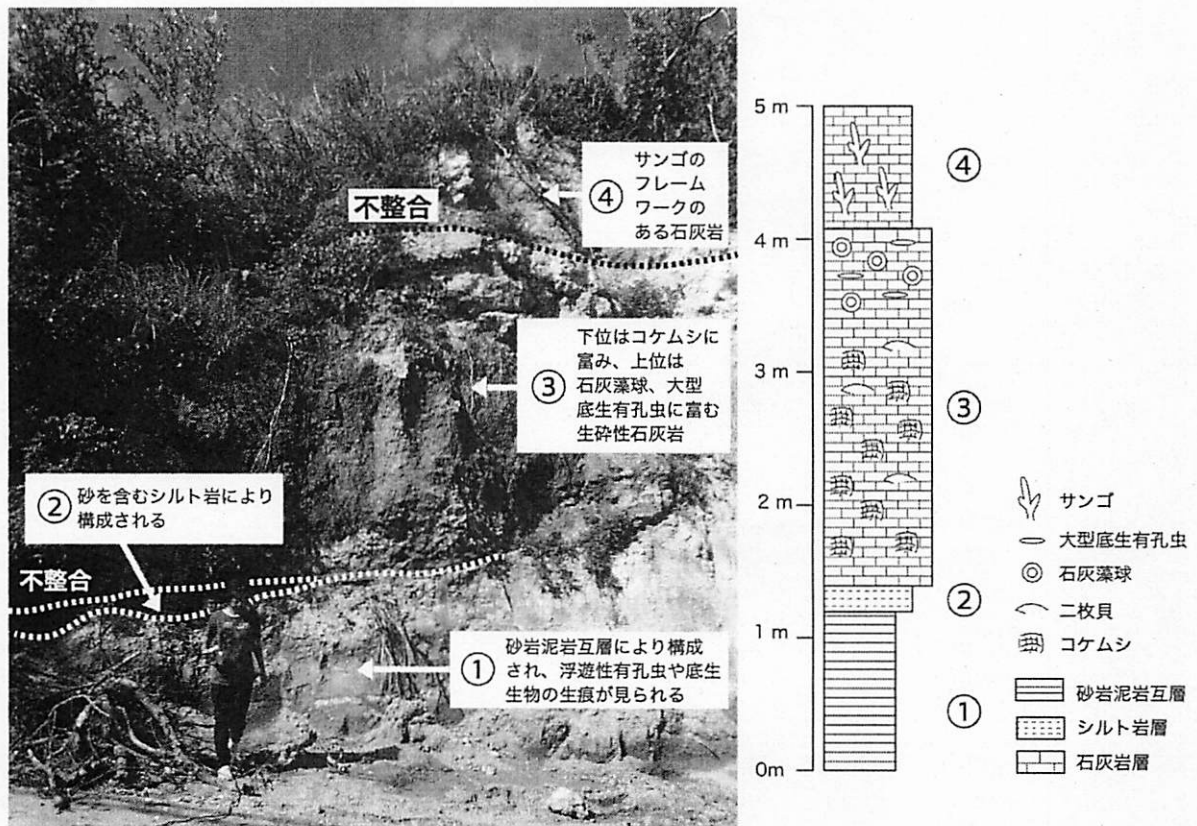 不整合
④
サンゴの
フレーム
ワークの
ある石灰岩
③
下位はコケムシに
富み、上位は
石灰藻球、大型
底生有孔虫に富む
生砕性石灰岩
②
砂を含むシルト岩により
構成される
不整合
①
砂岩泥岩互層により構成
され、浮遊性有孔虫や底生
生物の生痕が見られる
5 m
4 m
3 m
2 m
1 m
0m
④
③
②
①
サンゴ
大型底生有孔虫
石灰藻球
二枚貝
コケムシ
砂岩泥岩互層
シルト岩層
石灰岩層